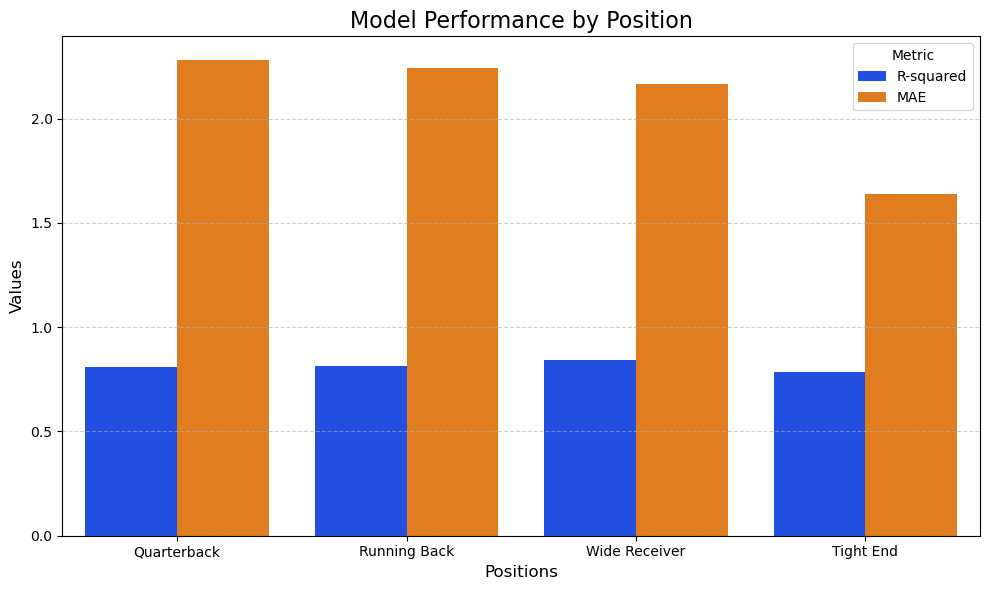 Model Performance by Position
Metric
R-squared
MAE
Values
2.0
1.5
1.0
0.5
0.0
Quarterback Running Back Wide Receiver Tight End
Positions